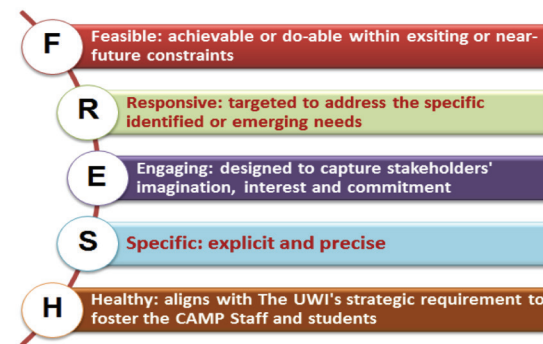 F
Feasible: achievable or do-able within exsiting or near-
future constraints
R
Responsive: targeted to address the specific
identified or emerging needs
E
Engaging: designed to capture stakeholders'
imagination, interest and commitment
S
Specific: explicit and precise
H
Healthy: aligns with The UWI's strategic requirement to
foster the CAMP Staff and students